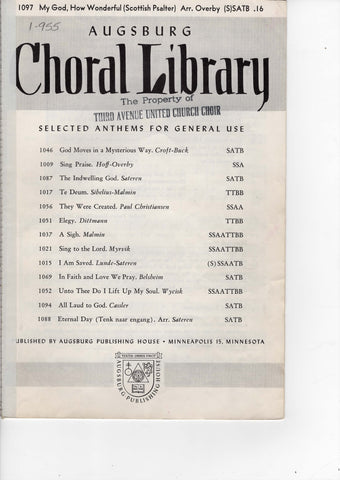 1097 My God, How Wonderful (Scottish Psalter) Arr. Overby (S)SATB .16
1-955
AUGSBURG
Choral Library
The Property of
THIRD AVENUE UNITED CHURCH CHOIR
SELECTED ANTHEMS FOR GENERAL USE
1046 God Moves in a Mysterious Way. Croft-Buck SATB
1009 Sing Praise. Hoff-Overby SSA
1087 The Indwelling God. Sateren SATB
1017 Te Deum. Sibelius-Malmin TTBB
1056 They Were Created. Paul Christiansen SSAA
1051 Elegy. Dittmann TTBB
1037 A Sigh. Malmin SSAATTBB
1021 Sing to the Lord. Myrvik SSAATTBB
1015 I Am Saved. Lunde-Sateren (S)SSAATB
1069 In Faith and Love We Pray. Belsheim SATB
1052 Unto Thee Do I Lift Up My Soul. Wycisk SSAATTBB
1094 All Laud to God. Cassler SATB
1088 Eternal Day (Tenk naar engang). Arr. Sateren SATB
UBLISHED BY AUGSBURG PUBLISHING HOUSE • MINNEAPOLIS 15, MINNESOTA
AUGSBURG PUBLISHING HOUSE